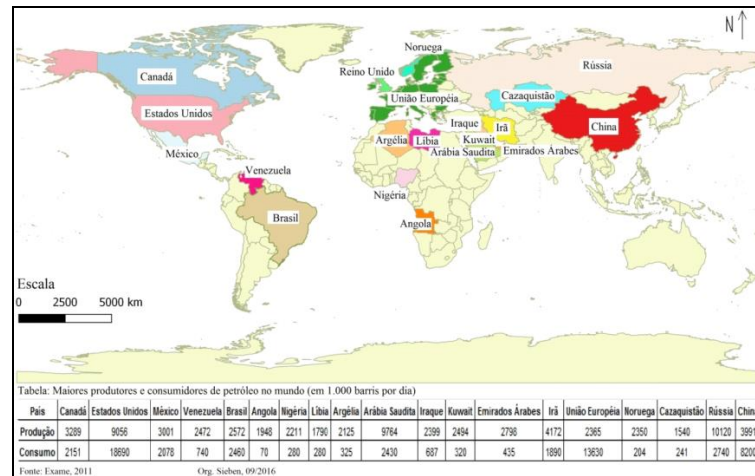 N
Noruega
Rússia
Canadá
Reino Unido
Cazaquistão
União Européia
Estados Unidos
Iraque
Irã
China
Argélia
Líbia
Kuwait
México
Arábia Saudita
Emirados Árabes
Venezuela
Nigéria
Brasil
Angola
Escala
0 2500 5000 km
Tabela: Maiores produtores e consumidores de petróleo no mundo (em 1.000 barris por dia)
País Canadá Estados Unidos México Venezuela Brasil Angola Nigéria Líbia Argélia Arábia Saudita Iraque Kuwait Emirados Árabes Irã União Européia Noruega Cazaquistão Rússia China
Produção 3289 9056 3001 2472 2572 1948 2211 1790 2125 9764 2399 2494 2798 4172 2365 2350 1540 10120 3991
Consumo 2151 18690 2078 740 2460 70 280 280 325 2430 687 320 435 1890 13630 204 241 2740 8200
Fonte: Exame, 2011 Org. Sieben, 09/2016